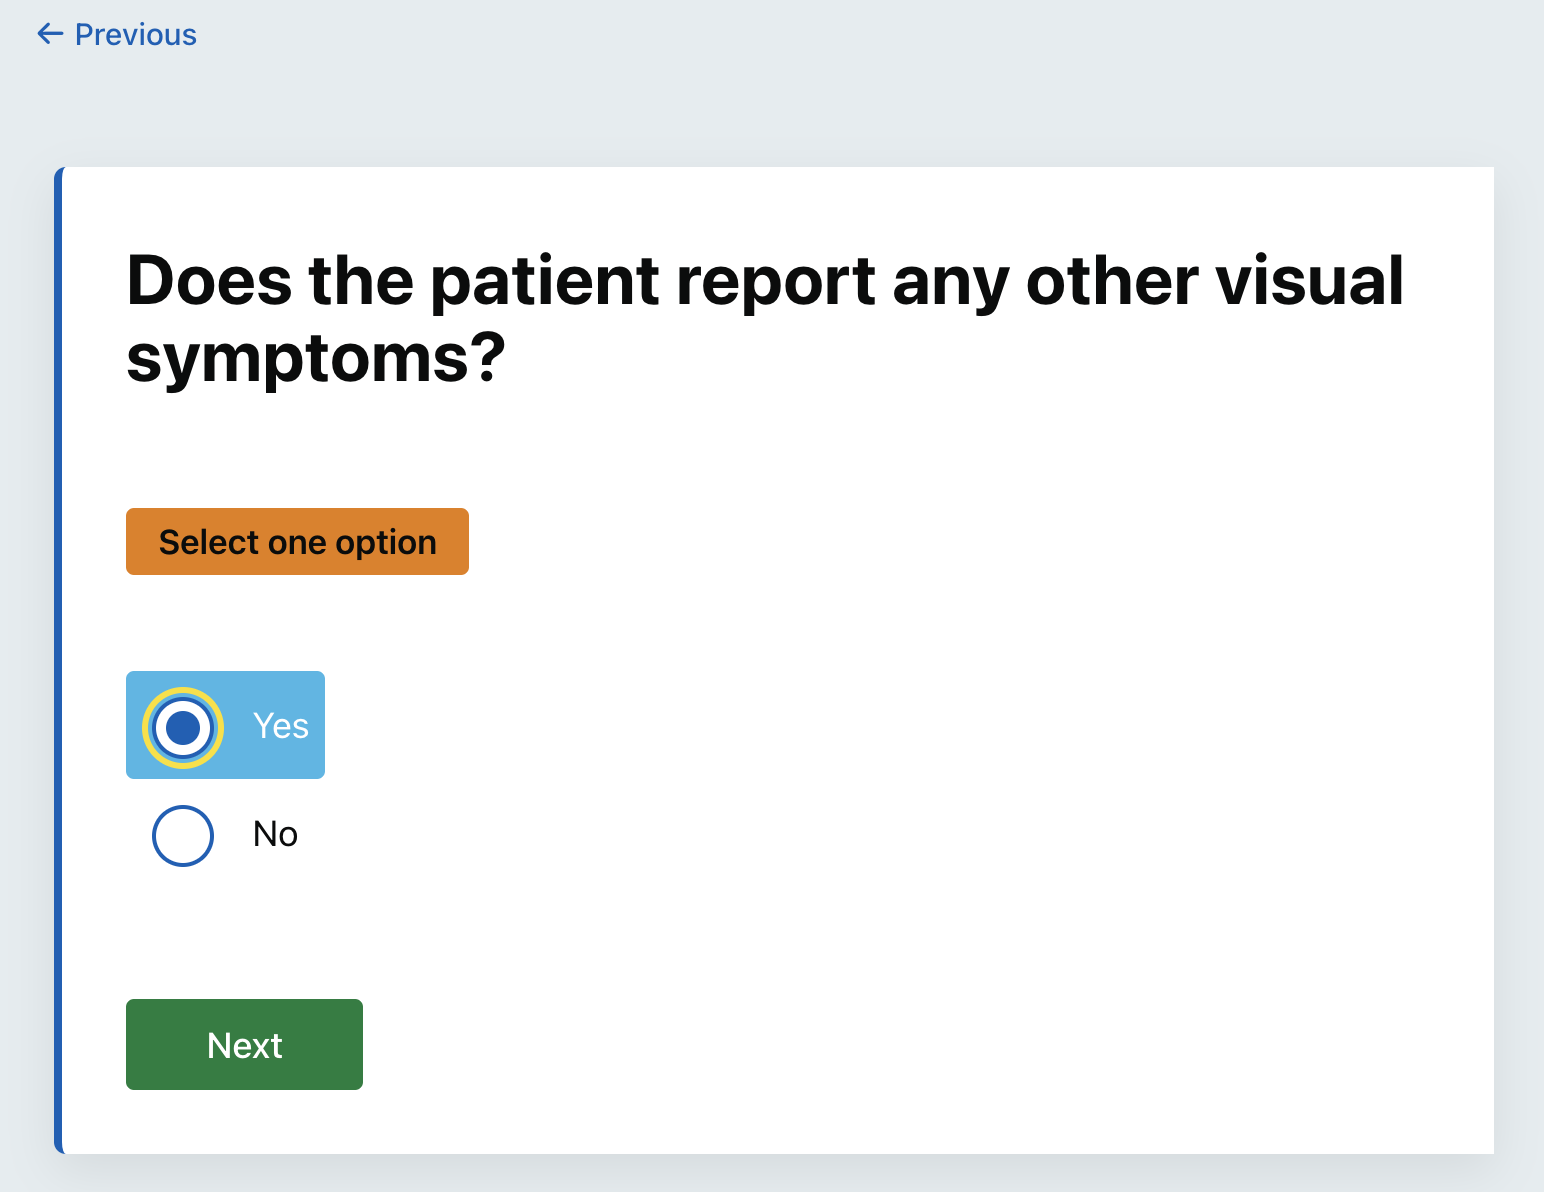 Previous
Does the patient report any other visual
symptoms?
Select one option
Yes
No
Next